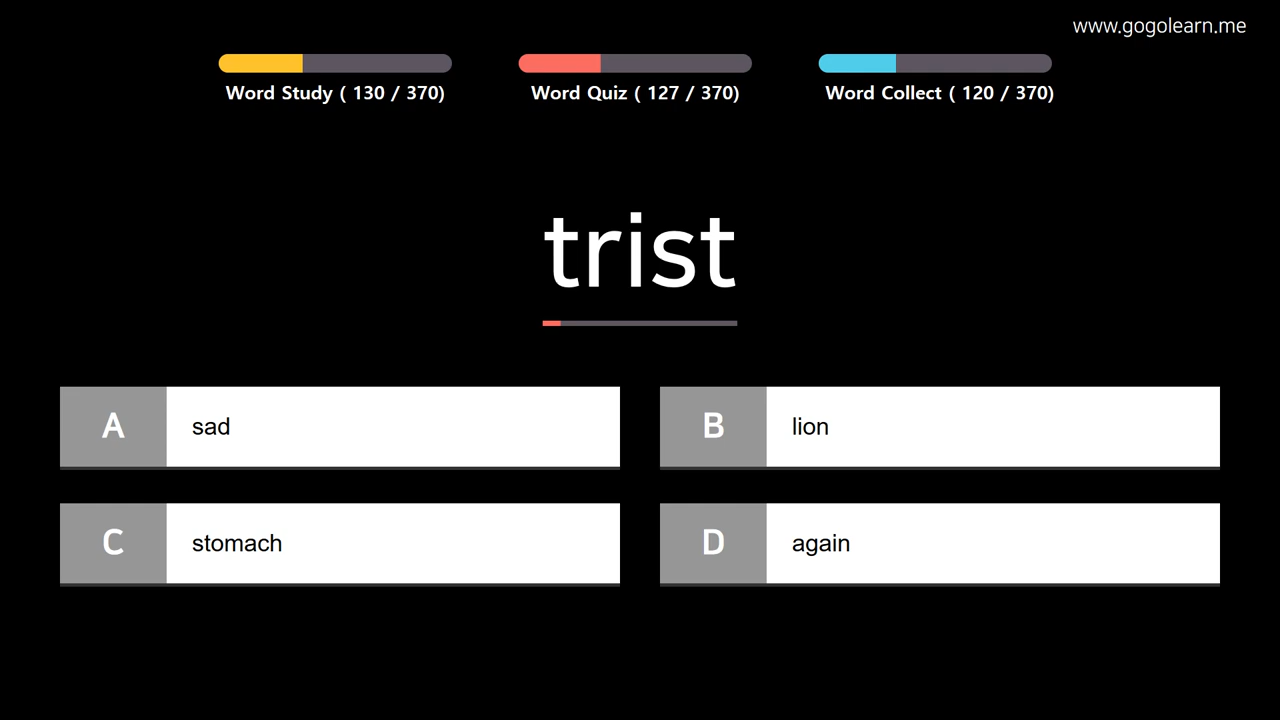 www.gogolearn.me
Word Study ( 130 / 370)
Word Quiz ( 127 / 370)
Word Collect ( 120 / 370)
trist
A sad
B lion
C stomach
D again